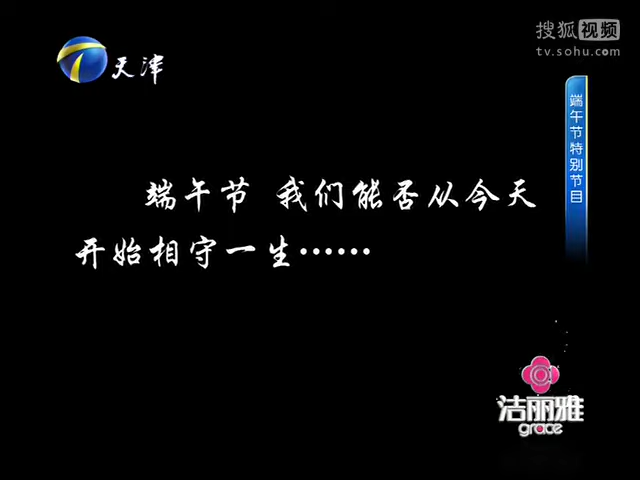 天津
搜狐视频
tv.sohu.com
端午节特别节目
端午节 我们能否从今天
开始相守一生……
洁丽雅
grace